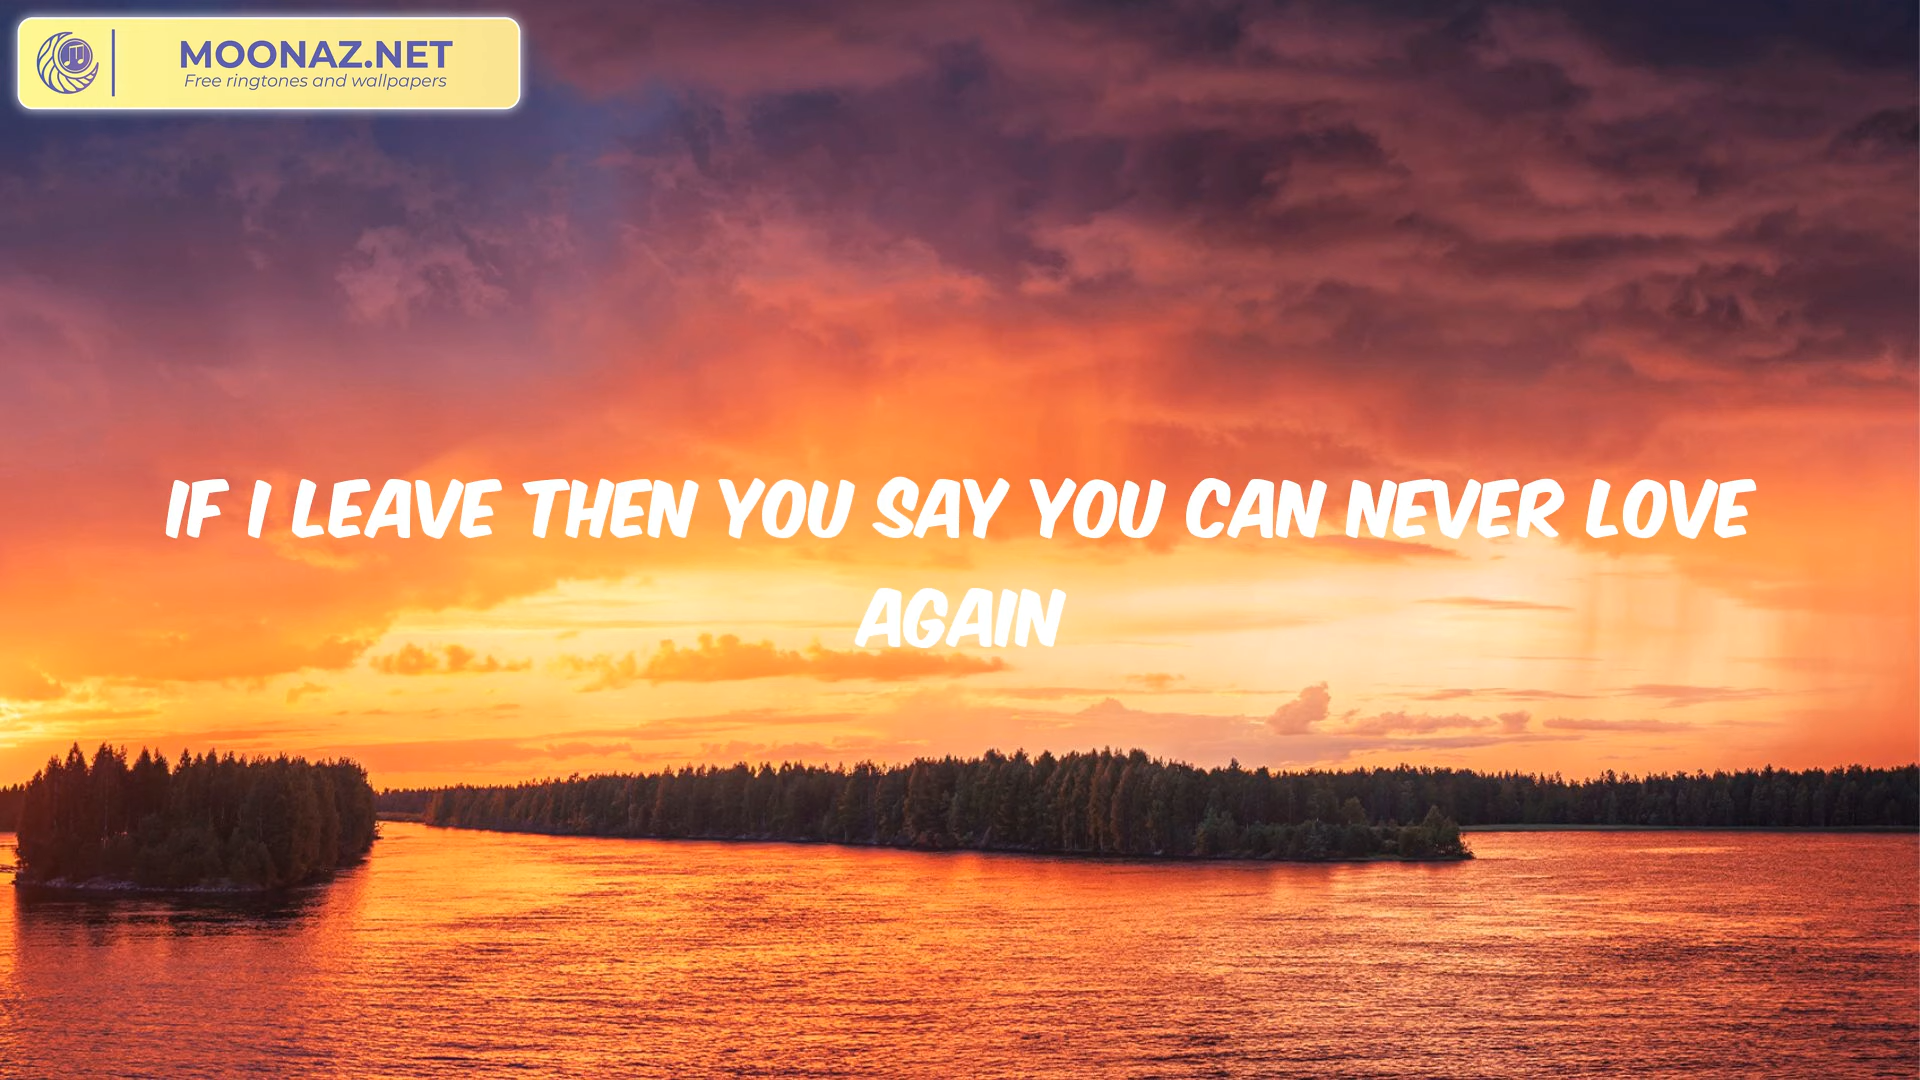 MOONAZ.NET
Free ringtones and wallpapers
IF I LEAVE THEN YOU SAY YOU CAN NEVER LOVE
AGAIN